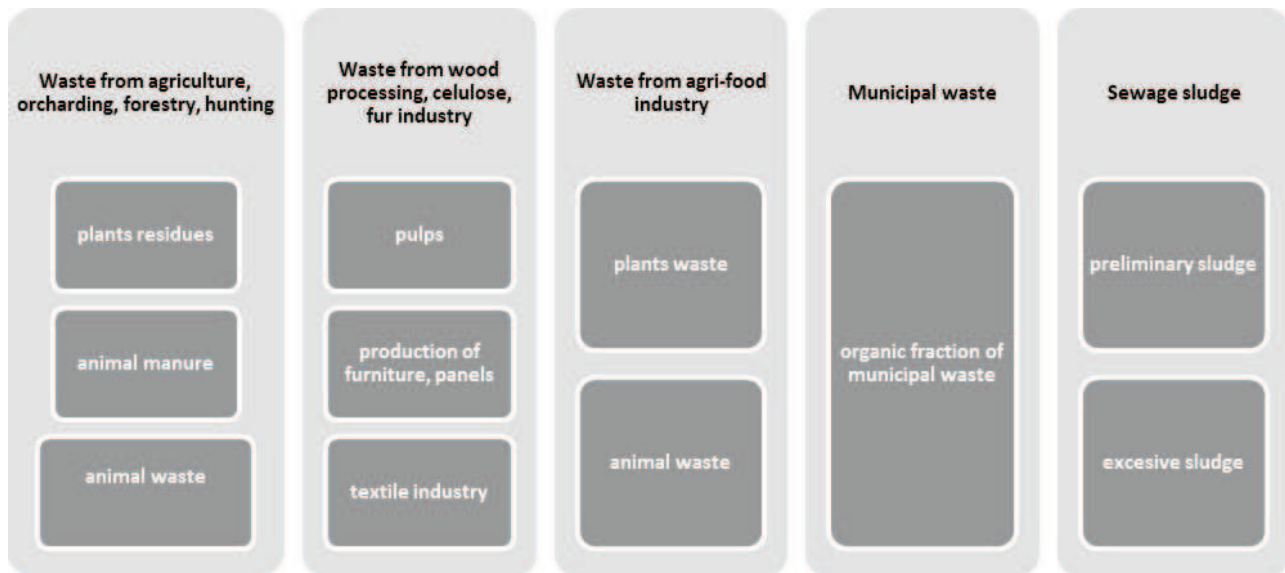 Waste from agriculture,
orcharding, forestry, hunting
plants residues
animal manure
animal waste
Waste from wood
processing, celulose,
fur industry
pulps
production of
furniture, panels
textile industry
Waste from agri-food
industry
plants waste
animal waste
Municipal waste
organic fraction of
municipal waste
Sewage sludge
preliminary sludge
excesive sludge